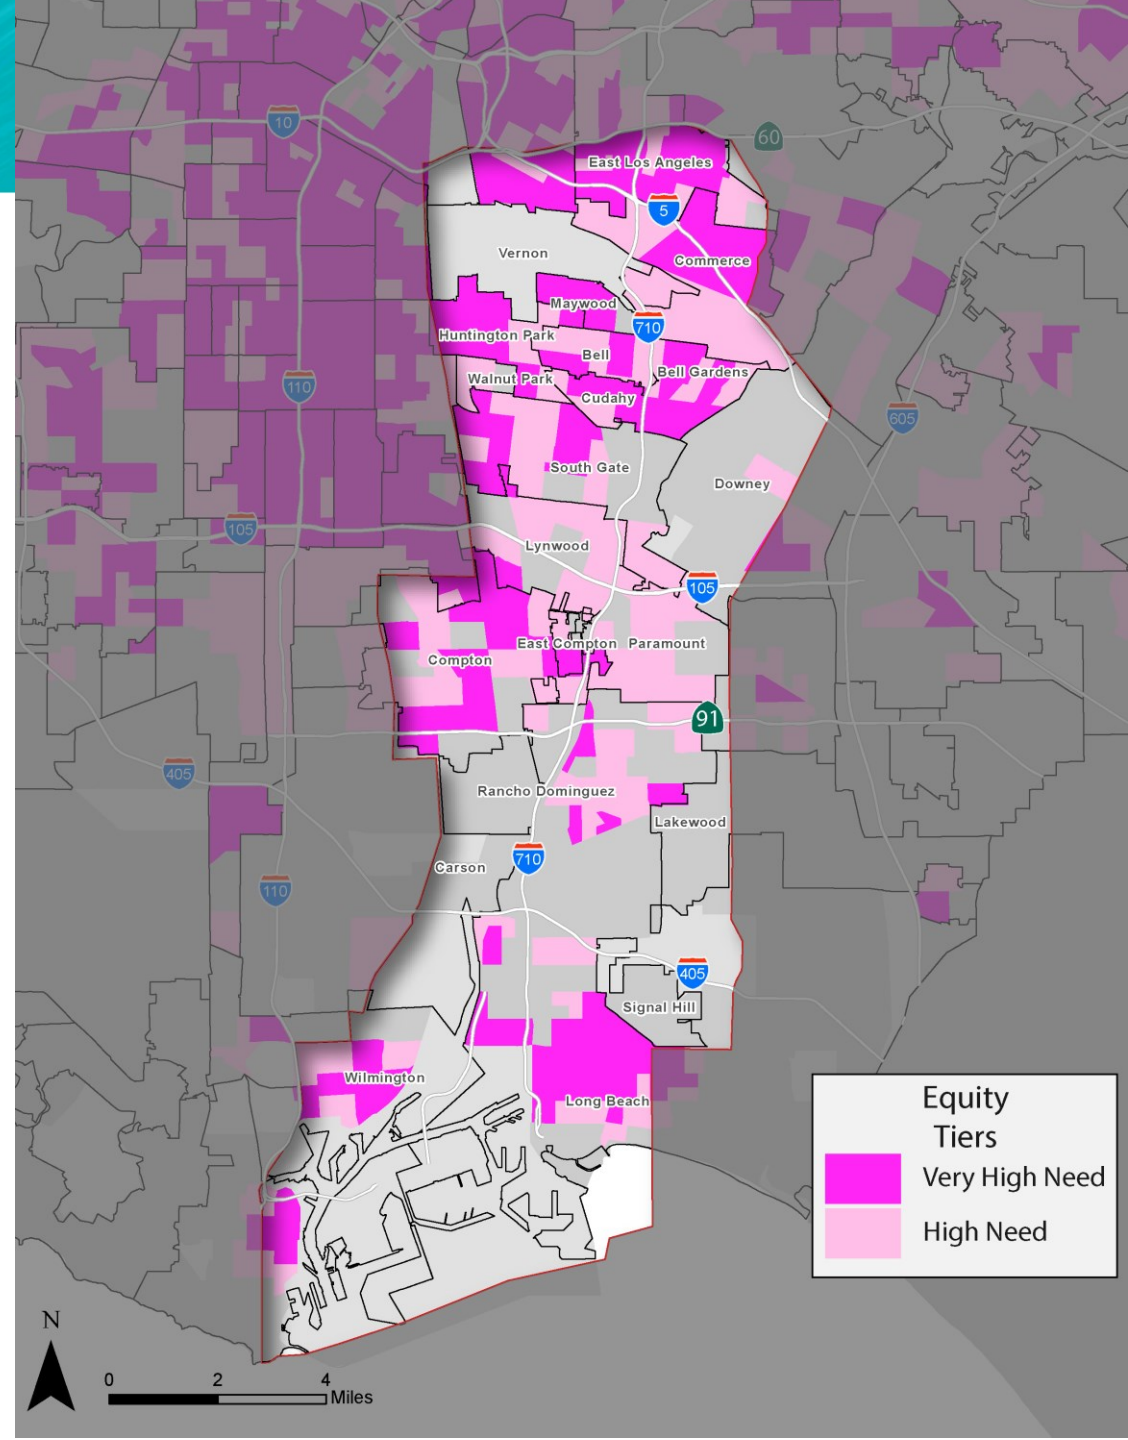 10
60
East Los Angeles
5
Vernon
Commerce
Maywood
710
Huntington Park
Bell
Bell Gardens
Walnut Park
110
Cudahy
605
South Gate
Downey
105
Lynwood
105
East Compton
Paramount
Compton
91
405
Rancho Dominguez
Lakewood
710
Carson
110
405
Signal Hill
Wilmington
Long Beach
Equity
Tiers
Very High Need
High Need
N
0 2 4
Miles